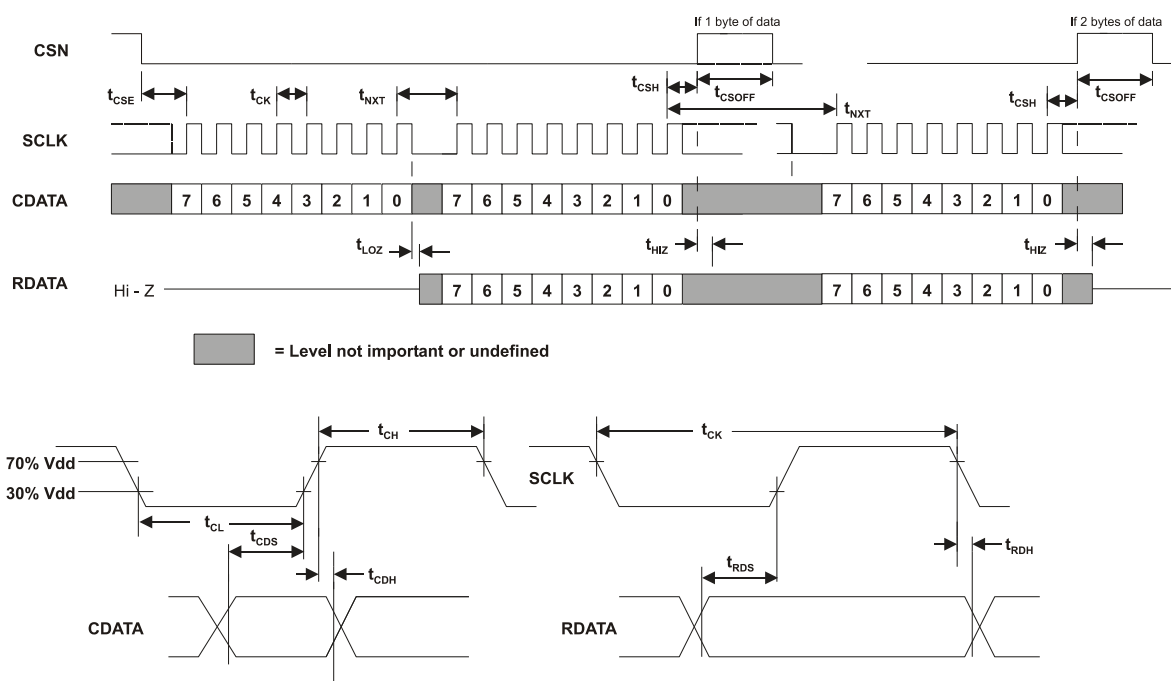 If 1 byte of data
If 2 bytes of data
CSN
tCSE
tCK
tNXT
tCSH
tCSOFF
tNXT
tCSH
tCSOFF
SCLK
CDATA
7 6 5 4 3 2 1 0
7 6 5 4 3 2 1 0
7 6 5 4 3 2 1 0
tLOZ
tHIZ
tHIZ
RDATA
Hi - Z
7 6 5 4 3 2 1 0
7 6 5 4 3 2 1 0
= Level not important or undefined
tCH
tCK
70% Vdd
30% Vdd
SCLK
tCL
tCDS
tCDH
tRDS
tRDH
CDATA
RDATA